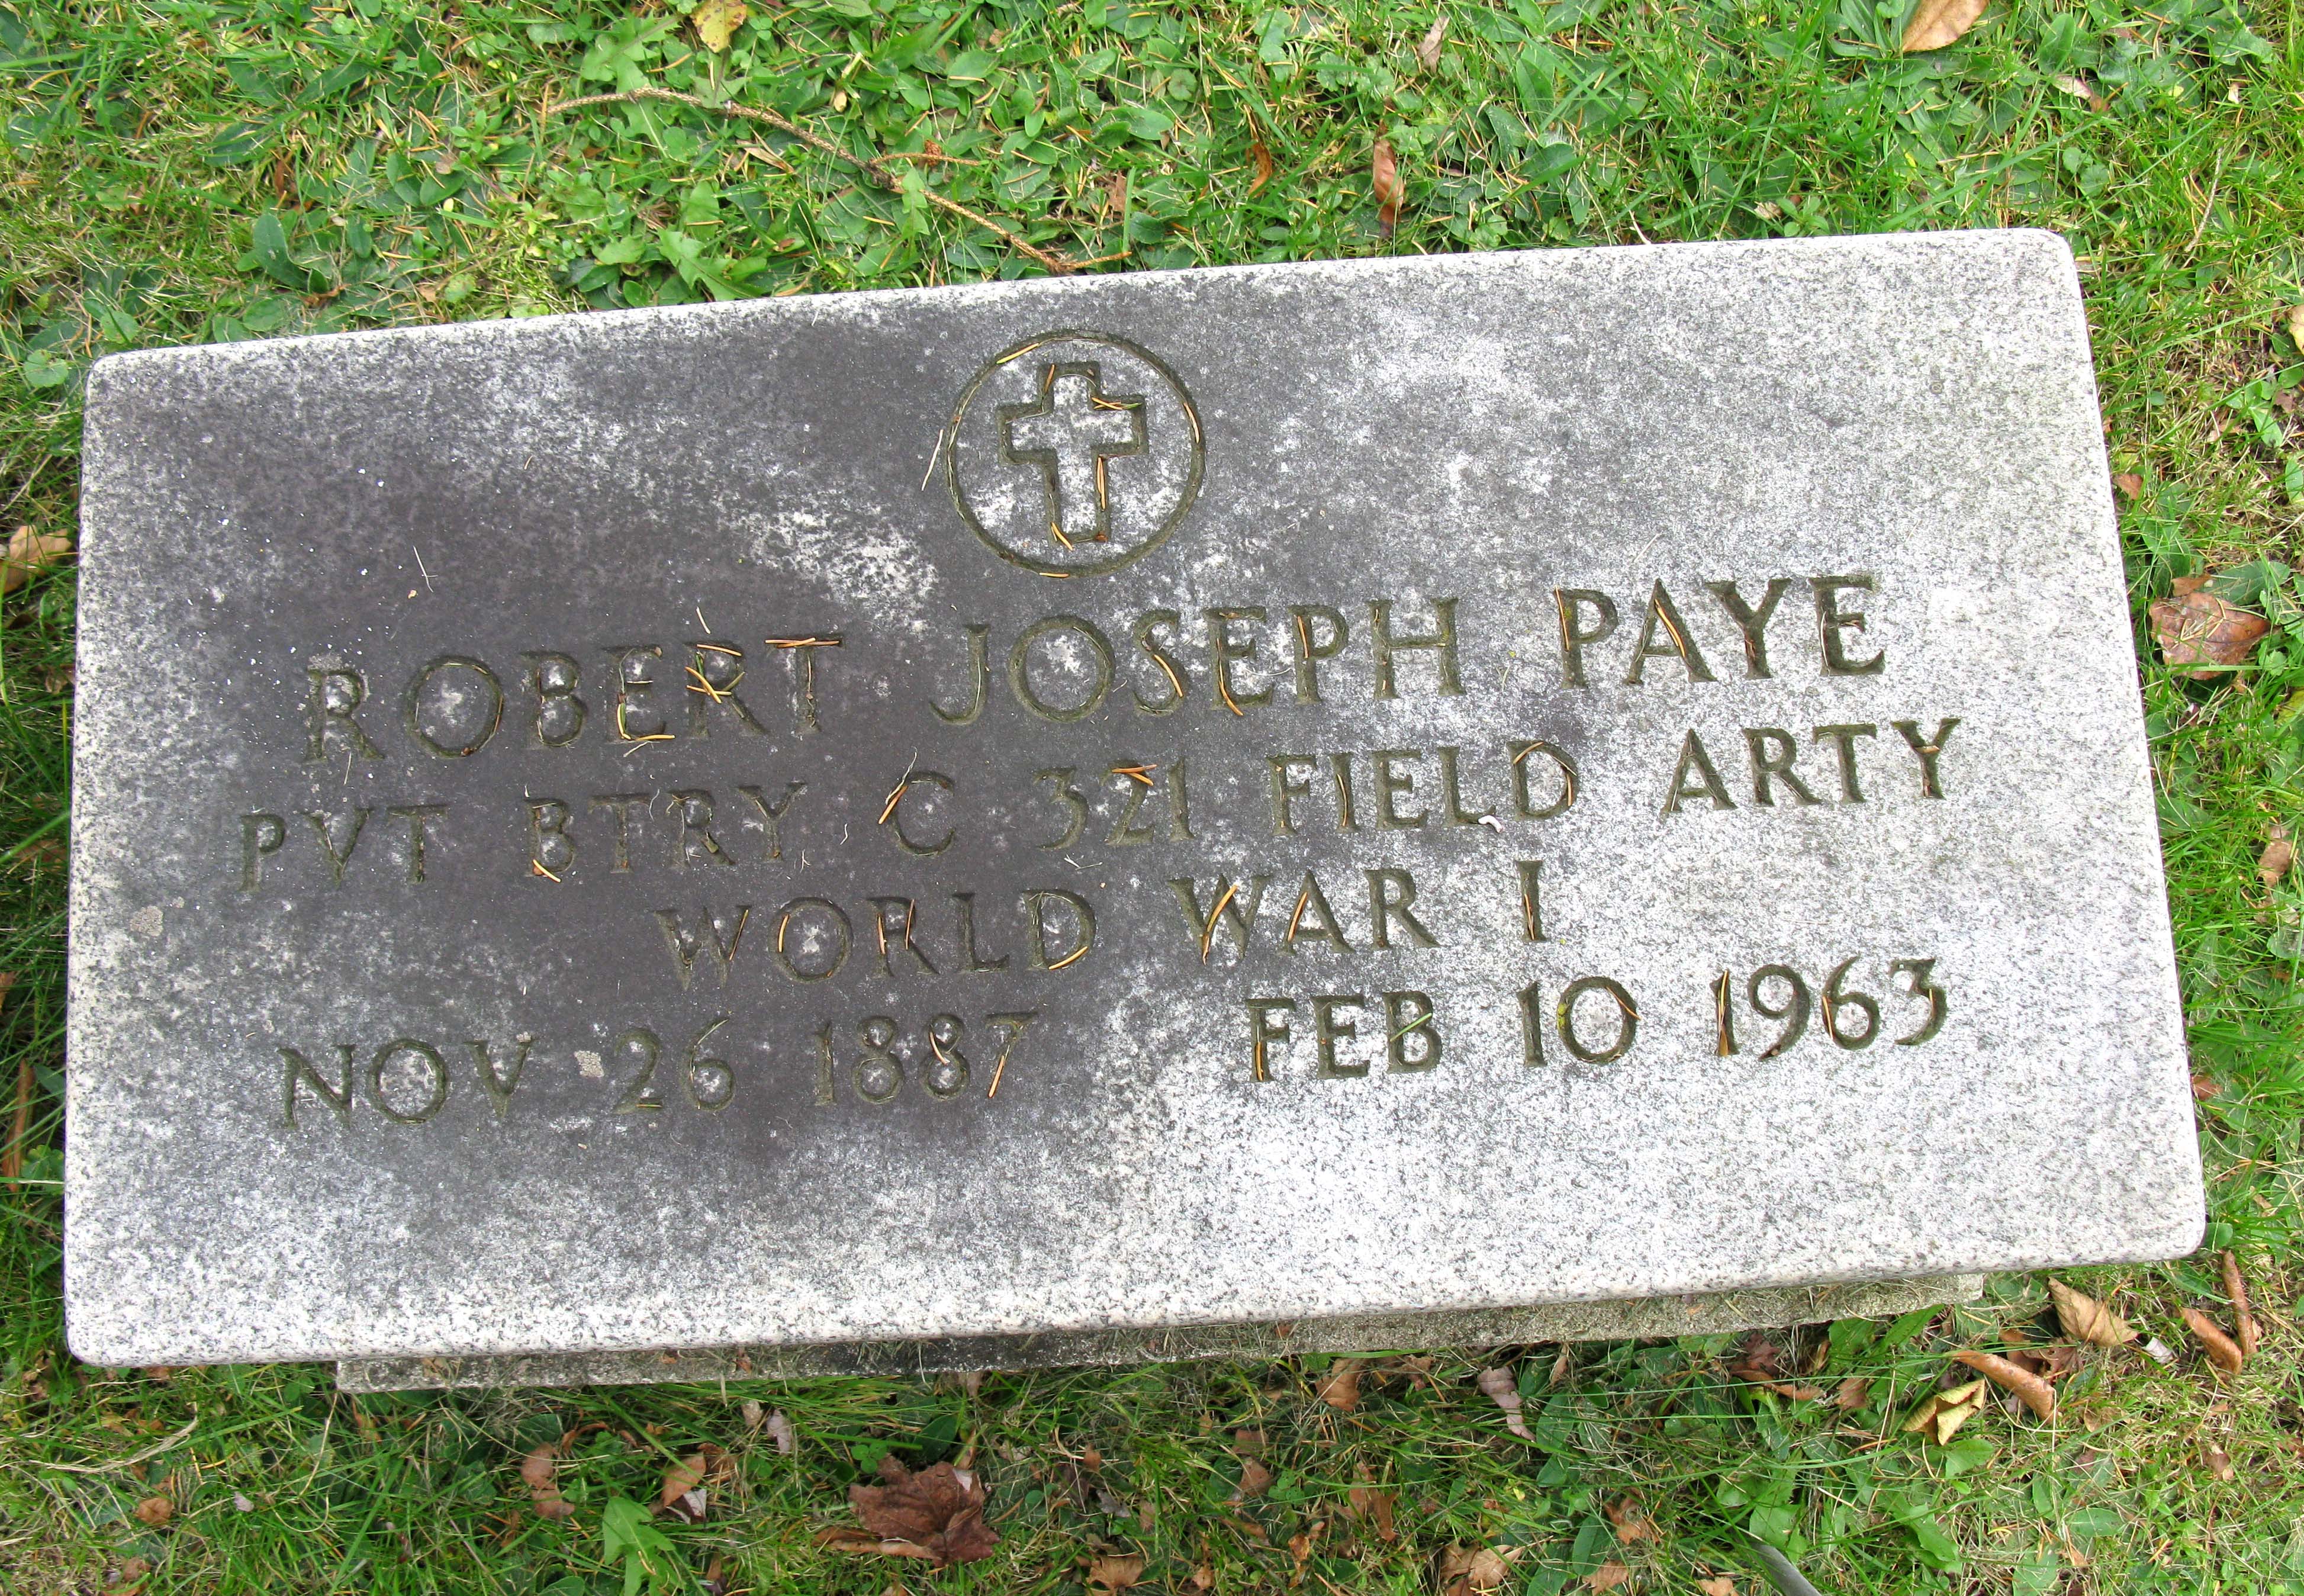 ROBERT JOSEPH PAYE
PVT BTRY C 321 FIELD ARTY
WORLD WAR I
NOV 26 1887 FEB 10 1963